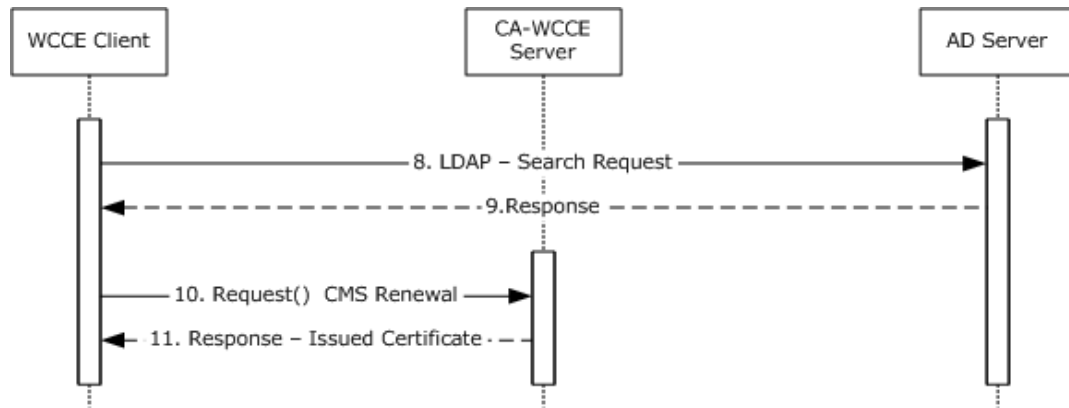 WCCE Client
CA-WCCE
Server
AD Server
8. LDAP – Search Request
9.Response
10. Request()  CMS Renewal
11. Response – Issued Certificate